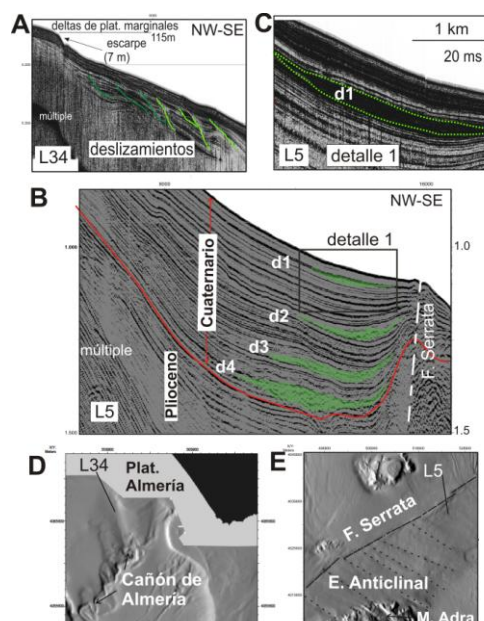 A
deltas de plat. marginales
115m
NW-SE
escarpe
(7 m)
múltiple
deslizamientos
L34
C
1 km
20 ms
d1
L5
detalle 1
B
NW-SE
detalle 1
1.0
Cuaternario
d1
d2
d3
d4
Plioceno
múltiple
F. Serrata
L5
1.5
D
L34
Plat.
Almería
Cañón de
Almería
E
L5
F. Serrata
E. Anticlinal
M. Adra